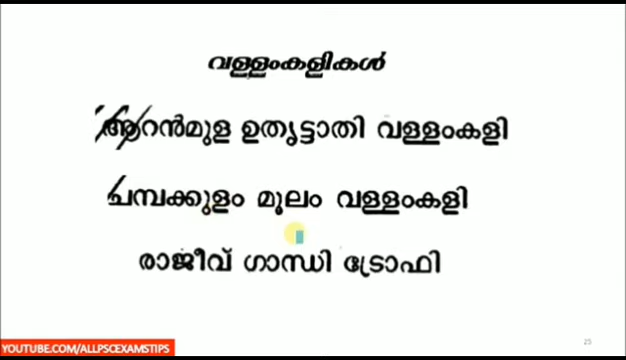 വള്ളംകളികൾ
ആറൻമുള ഉതൃട്ടാതി വള്ളംകളി
ചമ്പക്കുളം മൂലം വള്ളംകളി
രാജീവ് ഗാന്ധി ട്രോഫി
YOUTUBE.COM/ALLPSCEXAMSTIPS
25